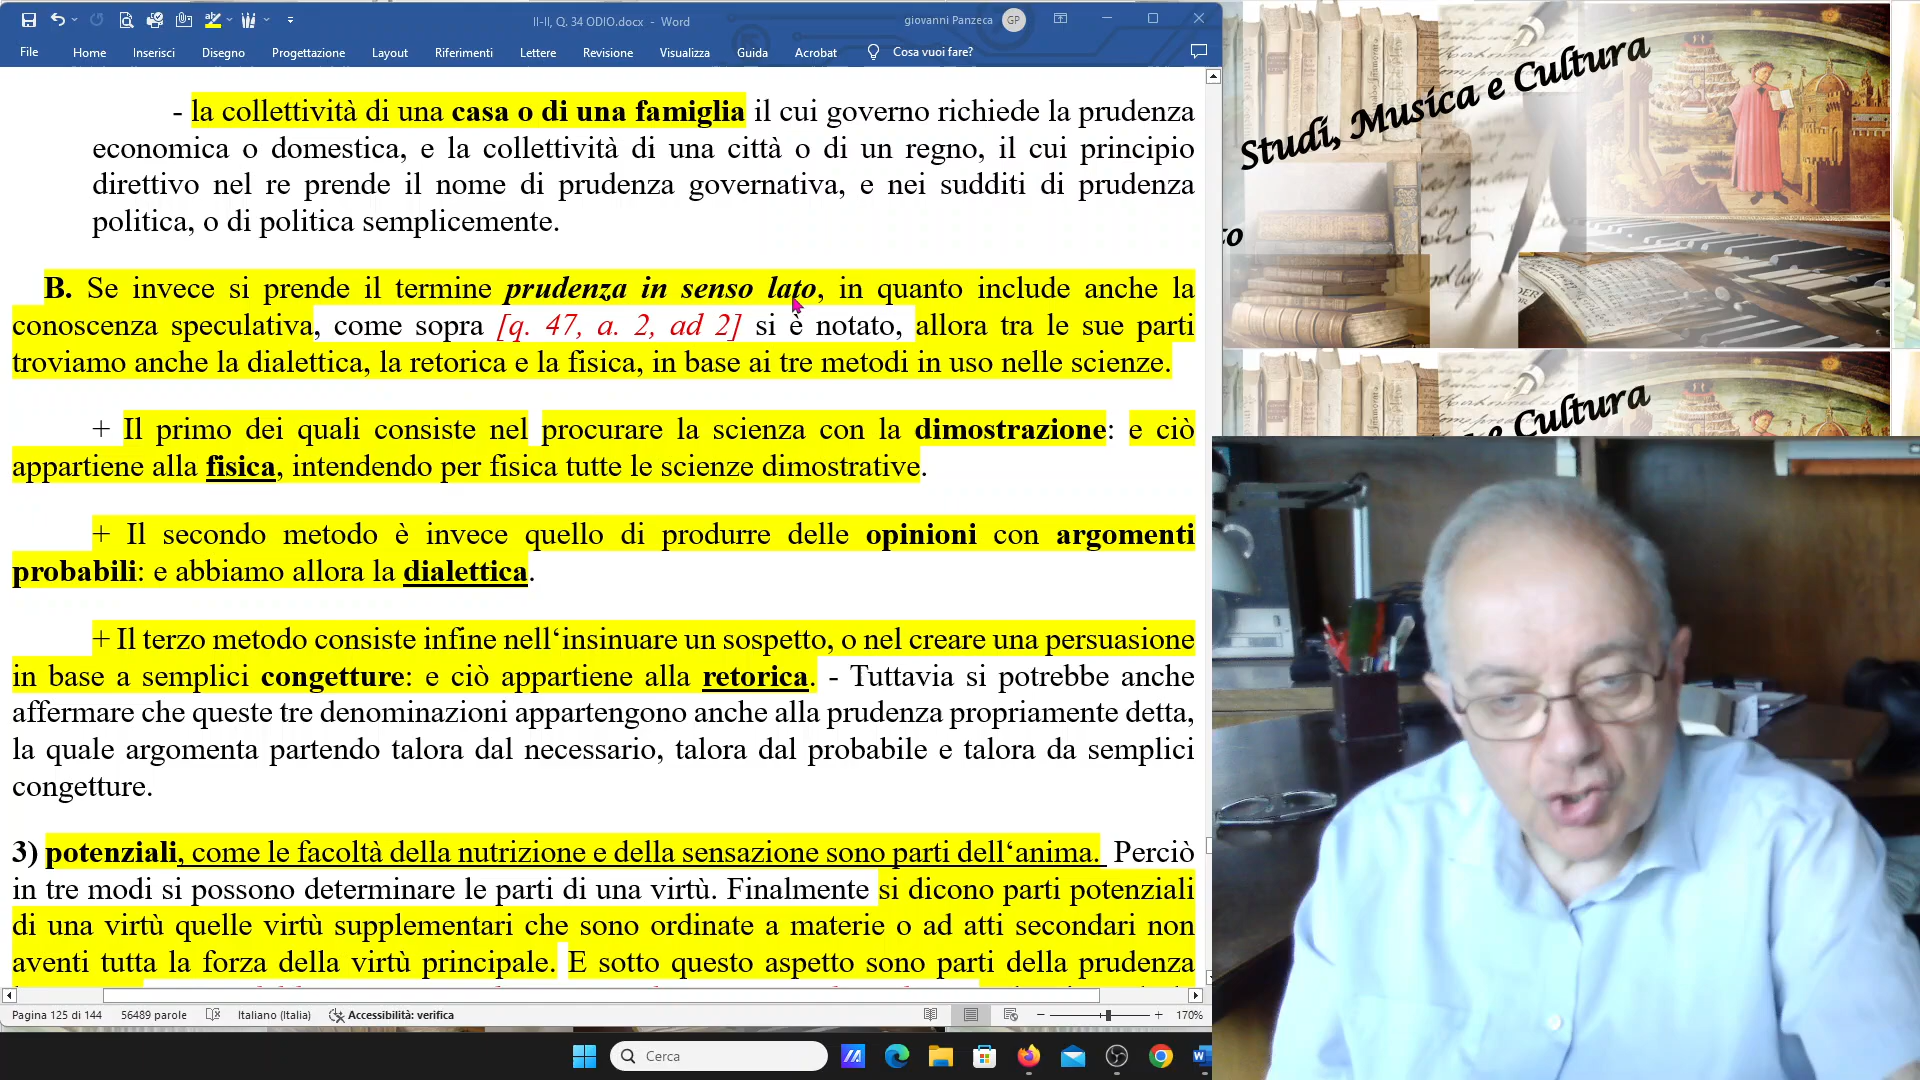 II-II, Q. 34 ODIO.docx - Word
giovanni Panzeca
GP
File Home Inserisci Disegno Progettazione Layout Riferimenti Lettere Revisione Visualizza Guida Acrobat Cosa vuoi fare?
- la collettività di una casa o di una famiglia il cui governo richiede la prudenza
economica o domestica, e la collettività di una città o di un regno, il cui principio
direttivo nel re prende il nome di prudenza governativa, e nei sudditi di prudenza
politica, o di politica semplicemente.
B. Se invece si prende il termine prudenza in senso lato, in quanto include anche la
conoscenza speculativa, come sopra [q. 47, a. 2, ad 2] si è notato, allora tra le sue parti
troviamo anche la dialettica, la retorica e la fisica, in base ai tre metodi in uso nelle scienze.
+ Il primo dei quali consiste nel procurare la scienza con la dimostrazione: e ciò
appartiene alla fisica, intendendo per fisica tutte le scienze dimostrative.
+ Il secondo metodo è invece quello di produrre delle opinioni con argomenti
probabili: e abbiamo allora la dialettica.
+ Il terzo metodo consiste infine nell‘insinuare un sospetto, o nel creare una persuasione
in base a semplici congetture: e ciò appartiene alla retorica. - Tuttavia si potrebbe anche
affermare che queste tre denominazioni appartengono anche alla prudenza propriamente detta,
la quale argomenta partendo talora dal necessario, talora dal probabile e talora da semplici
congetture.
3) potenziali, come le facoltà della nutrizione e della sensazione sono parti dell‘anima. Perciò
in tre modi si possono determinare le parti di una virtù. Finalmente si dicono parti potenziali
di una virtù quelle virtù supplementari che sono ordinate a materie o ad atti secondari non
aventi tutta la forza della virtù principale. E sotto questo aspetto sono parti della prudenza
Pagina 125 di 144 56489 parole Italiano (Italia) Accessibilità: verifica 170%
Cerca
Studi, Musica e Cultura
to
e Cultura